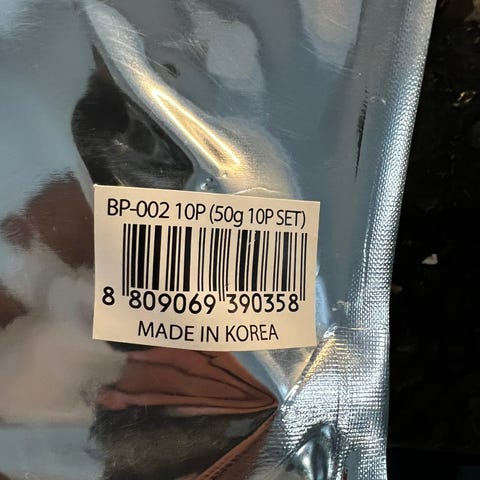 BP-002 10P (50g 10P SET)
8 809069 390358
MADE IN KOREA